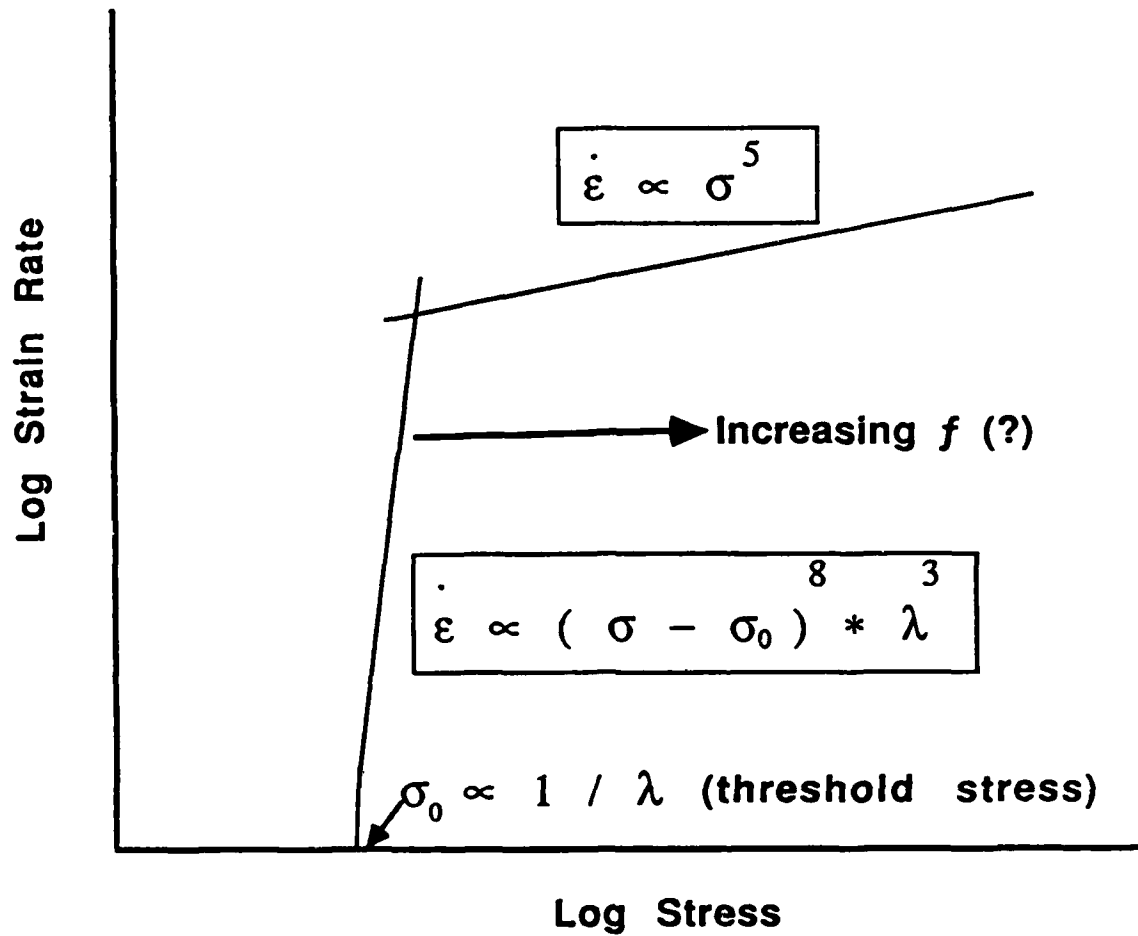 Log Strain Rate
ε̇ ∝ σ⁵
Increasing f (?)
ε̇ ∝ ( σ − σ₀ )⁸ * λ³
σ₀ ∝ 1 / λ (threshold stress)
Log Stress